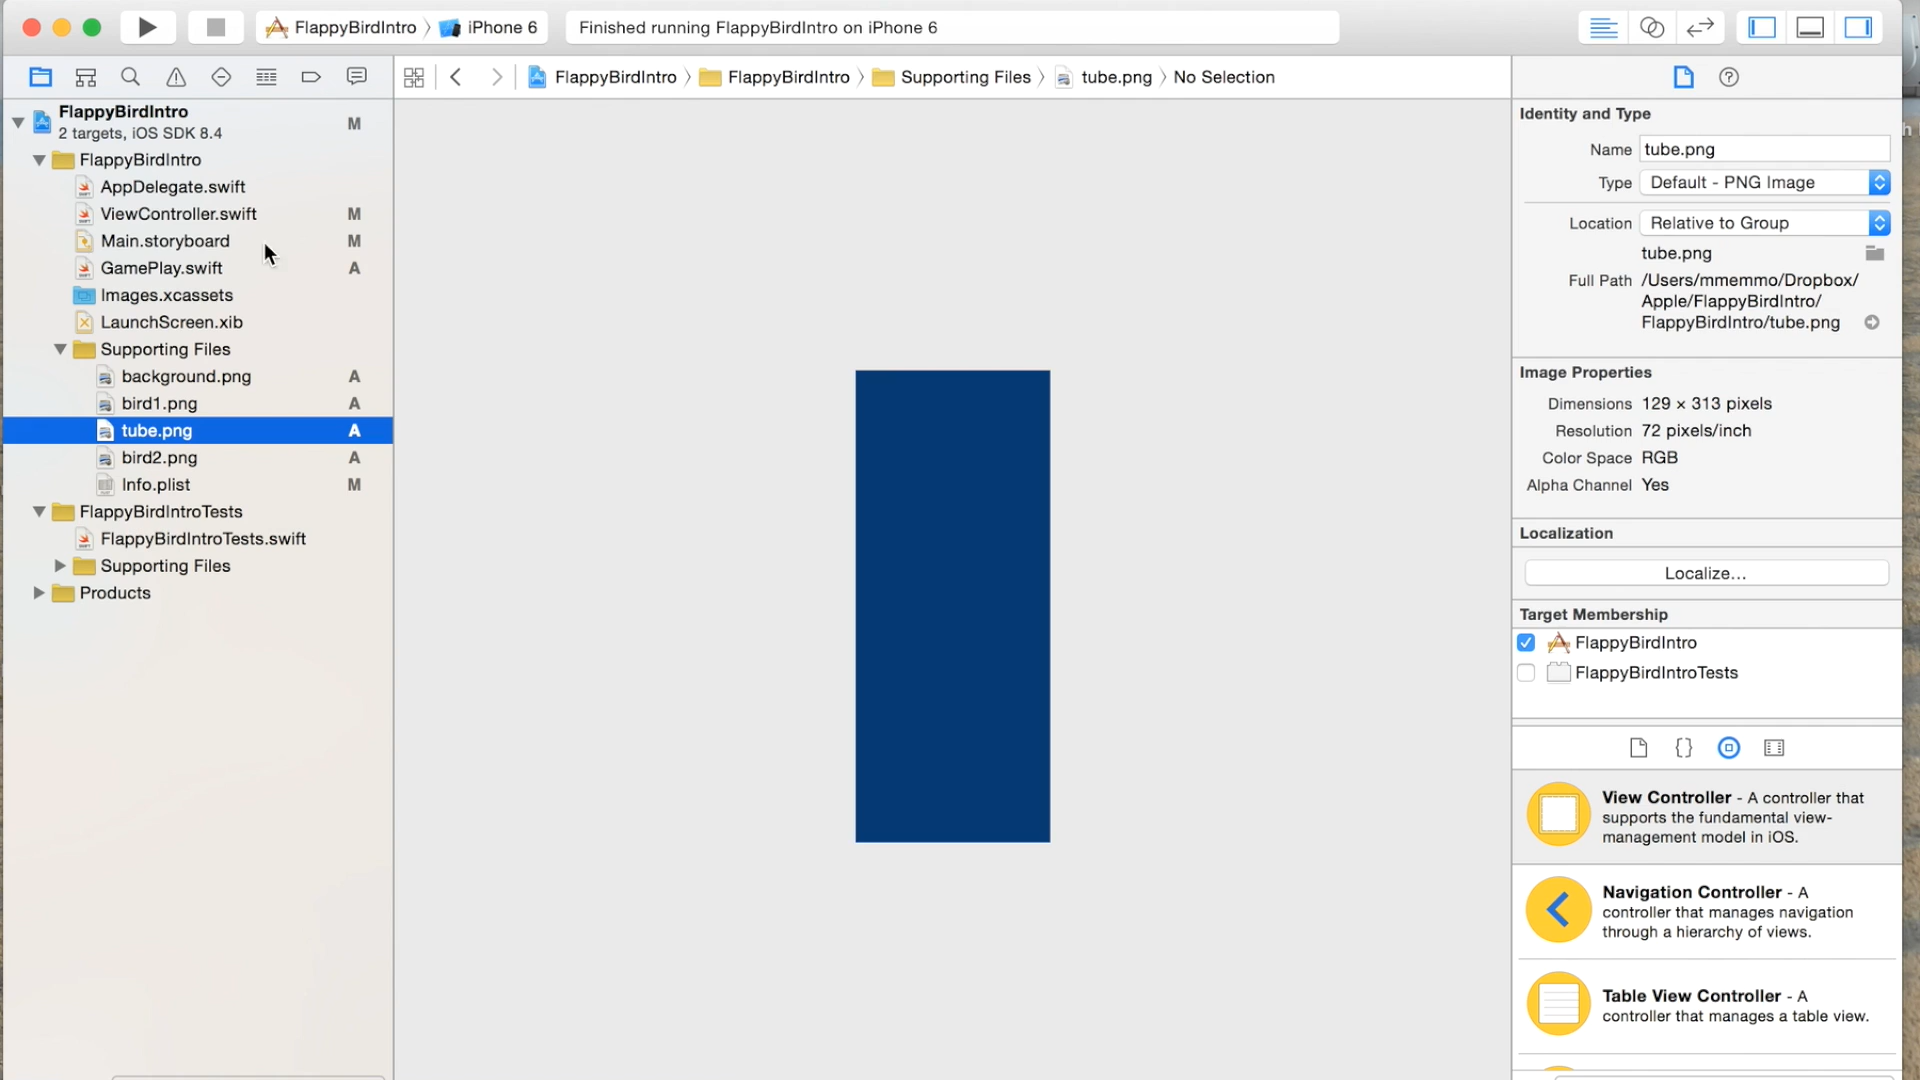 FlappyBirdIntro 〉 iPhone 6
Finished running FlappyBirdIntro on iPhone 6
FlappyBirdIntro 〉 FlappyBirdIntro 〉 Supporting Files 〉 tube.png 〉 No Selection
FlappyBirdIntro
2 targets, iOS SDK 8.4 M
FlappyBirdIntro
AppDelegate.swift
ViewController.swift M
Main.storyboard M
GamePlay.swift A
Images.xcassets
LaunchScreen.xib
Supporting Files
background.png A
bird1.png A
tube.png A
bird2.png A
Info.plist M
FlappyBirdIntroTests
FlappyBirdIntroTests.swift
Supporting Files
Products
Identity and Type
Name tube.png
Type Default - PNG Image
Location Relative to Group
tube.png
Full Path /Users/mmemmo/Dropbox/
Apple/FlappyBirdIntro/
FlappyBirdIntro/tube.png
Image Properties
Dimensions 129 × 313 pixels
Resolution 72 pixels/inch
Color Space RGB
Alpha Channel Yes
Localization
Localize...
Target Membership
FlappyBirdIntro
FlappyBirdIntroTests
View Controller - A controller that
supports the fundamental view-
management model in iOS.
Navigation Controller - A
controller that manages navigation
through a hierarchy of views.
Table View Controller - A
controller that manages a table view.